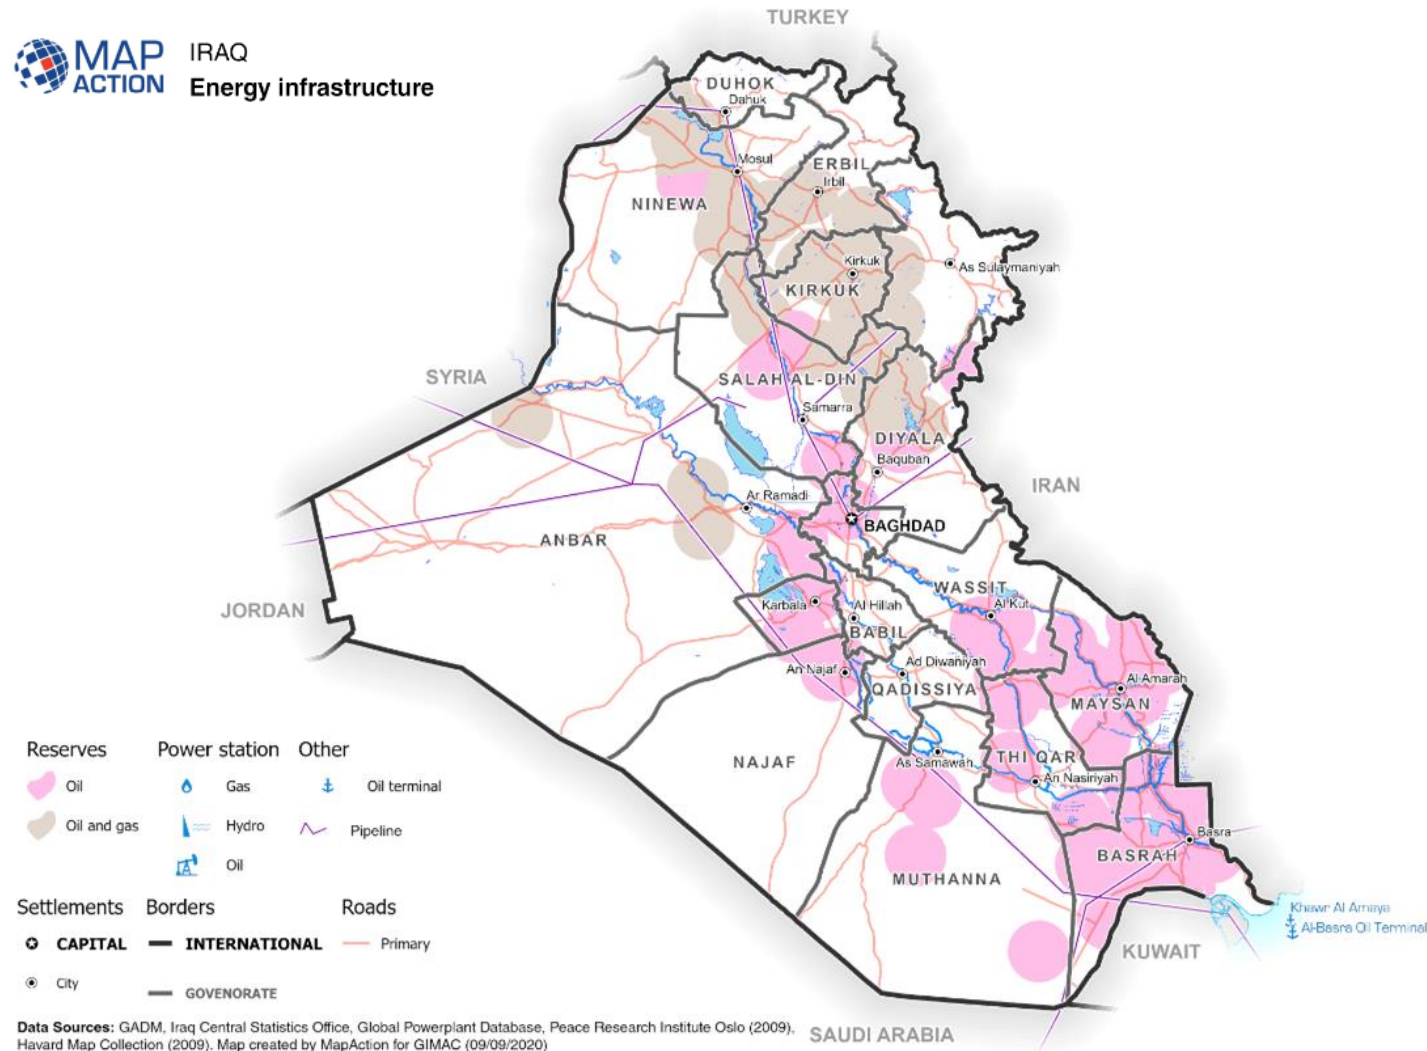 TURKEY
MAP
ACTION
IRAQ
Energy infrastructure
DUHOK
Dahuk
Mosul
ERBIL
Irbil
NINEWA
As Sulaymaniyah
Kirkuk
KIRKUK
SYRIA
SALAH AL-DIN
Samarra
DIYALA
Baqubah
IRAN
Ar Ramadi
BAGHDAD
ANBAR
WASSIT
JORDAN
Karbala
Al Hillah
Al Kut
BABIL
An Najaf
Ad Diwaniyah
QADISSIYA
Al Amarah
MAYSAN
NAJAF
As Samawah
THI QAR
An Nasiriyah
Basra
BASRAH
MUTHANNA
Khawr Al Amaya
Al-Basra Oil Terminal
KUWAIT
SAUDI ARABIA
Reserves
Oil
Oil and gas
Power station
Gas
Hydro
Oil
Other
Oil terminal
Pipeline
Settlements
CAPITAL
City
Borders
INTERNATIONAL
GOVENORATE
Roads
Primary
Data Sources: GADM, Iraq Central Statistics Office, Global Powerplant Database, Peace Research Institute Oslo (2009),
Havard Map Collection (2009). Map created by MapAction for GIMAC (09/09/2020)